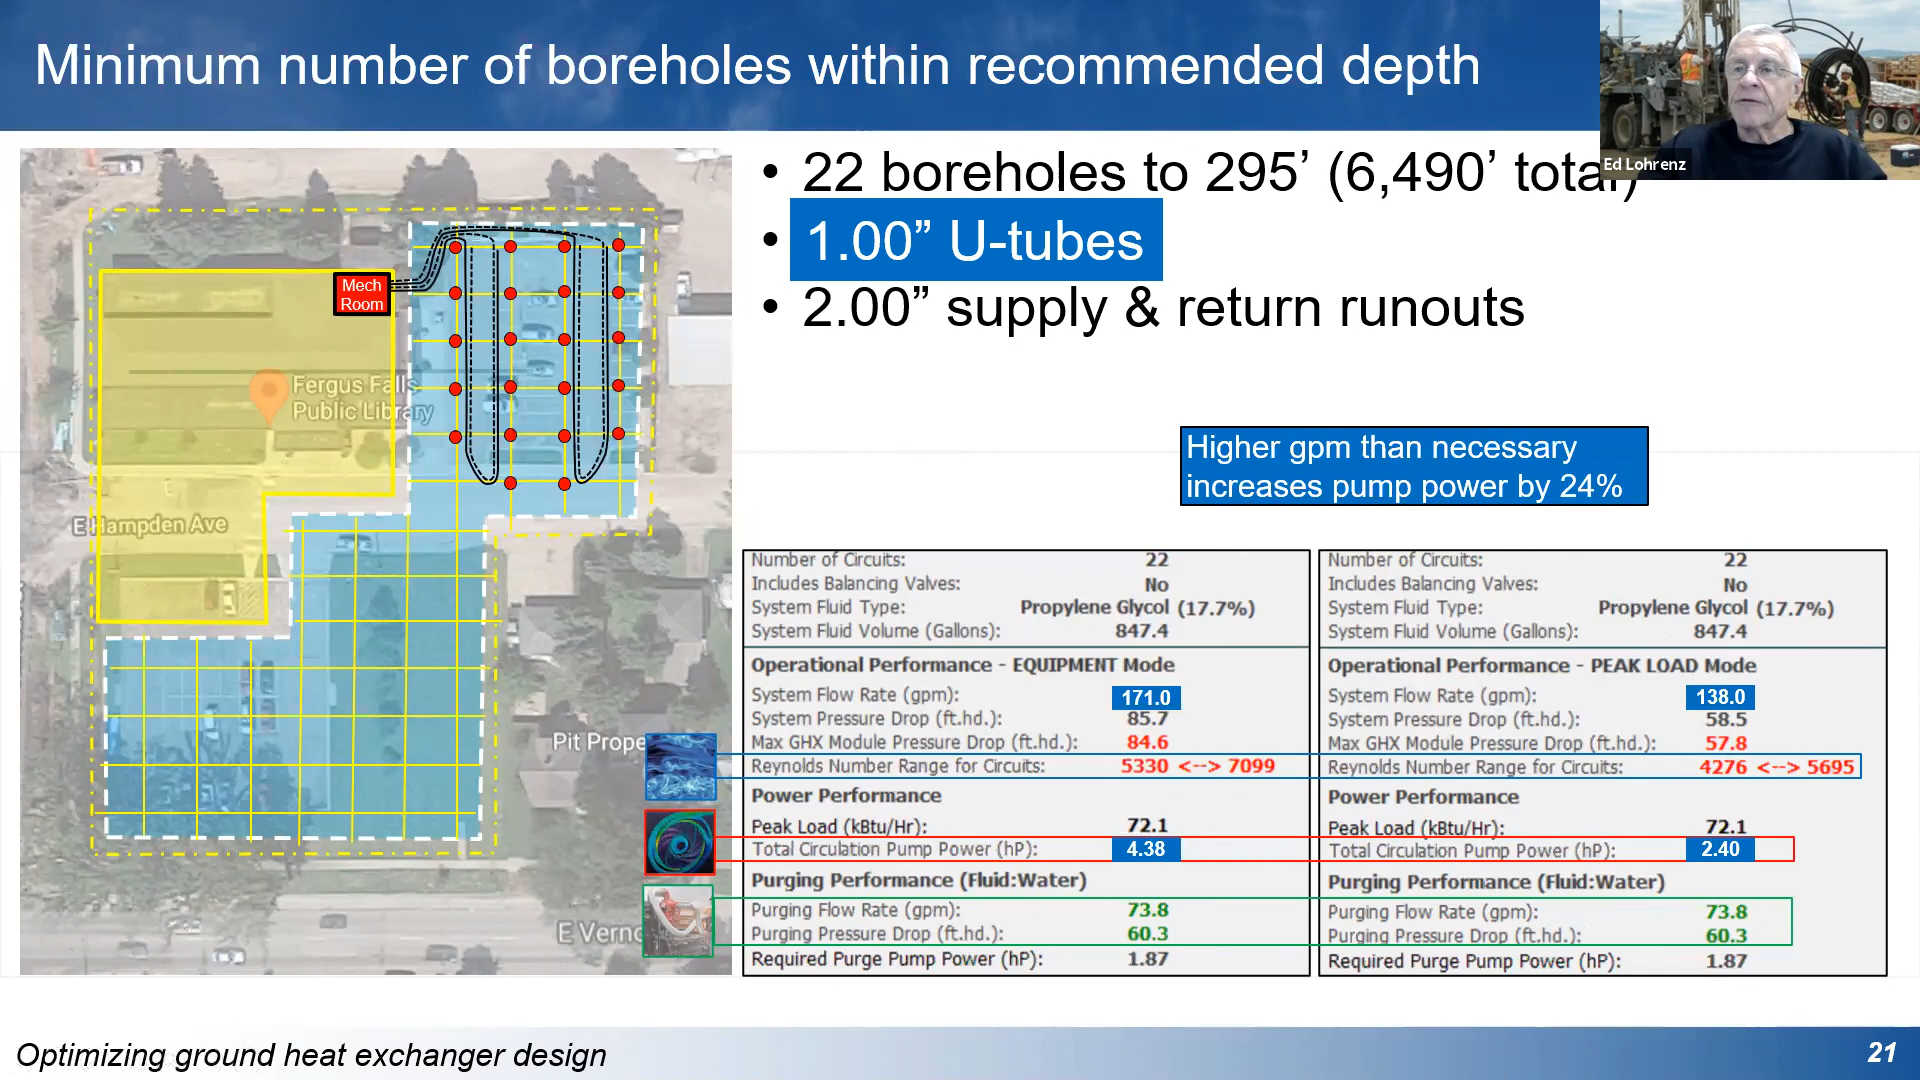 Minimum number of boreholes within recommended depth
Ed Lohrenz
• 22 boreholes to 295’ (6,490’ total)
• 1.00” U-tubes
• 2.00” supply & return runouts
Mech
Room
Fergus Falls
Public Library
E Hampden Ave
Pit Prope
E Verno
Higher gpm than necessary
increases pump power by 24%
Number of Circuits: 22
Includes Balancing Valves: No
System Fluid Type: Propylene Glycol (17.7%)
System Fluid Volume (Gallons): 847.4
Operational Performance - EQUIPMENT Mode
System Flow Rate (gpm): 171.0
System Pressure Drop (ft.hd.): 85.7
Max GHX Module Pressure Drop (ft.hd.): 84.6
Reynolds Number Range for Circuits: 5330 <--> 7099
Power Performance
Peak Load (kBtu/Hr): 72.1
Total Circulation Pump Power (hP): 4.38
Purging Performance (Fluid:Water)
Purging Flow Rate (gpm): 73.8
Purging Pressure Drop (ft.hd.): 60.3
Required Purge Pump Power (hP): 1.87
Number of Circuits: 22
Includes Balancing Valves: No
System Fluid Type: Propylene Glycol (17.7%)
System Fluid Volume (Gallons): 847.4
Operational Performance - PEAK LOAD Mode
System Flow Rate (gpm): 138.0
System Pressure Drop (ft.hd.): 58.5
Max GHX Module Pressure Drop (ft.hd.): 57.8
Reynolds Number Range for Circuits: 4276 <--> 5695
Power Performance
Peak Load (kBtu/Hr): 72.1
Total Circulation Pump Power (hP): 2.40
Purging Performance (Fluid:Water)
Purging Flow Rate (gpm): 73.8
Purging Pressure Drop (ft.hd.): 60.3
Required Purge Pump Power (hP): 1.87
Optimizing ground heat exchanger design
21